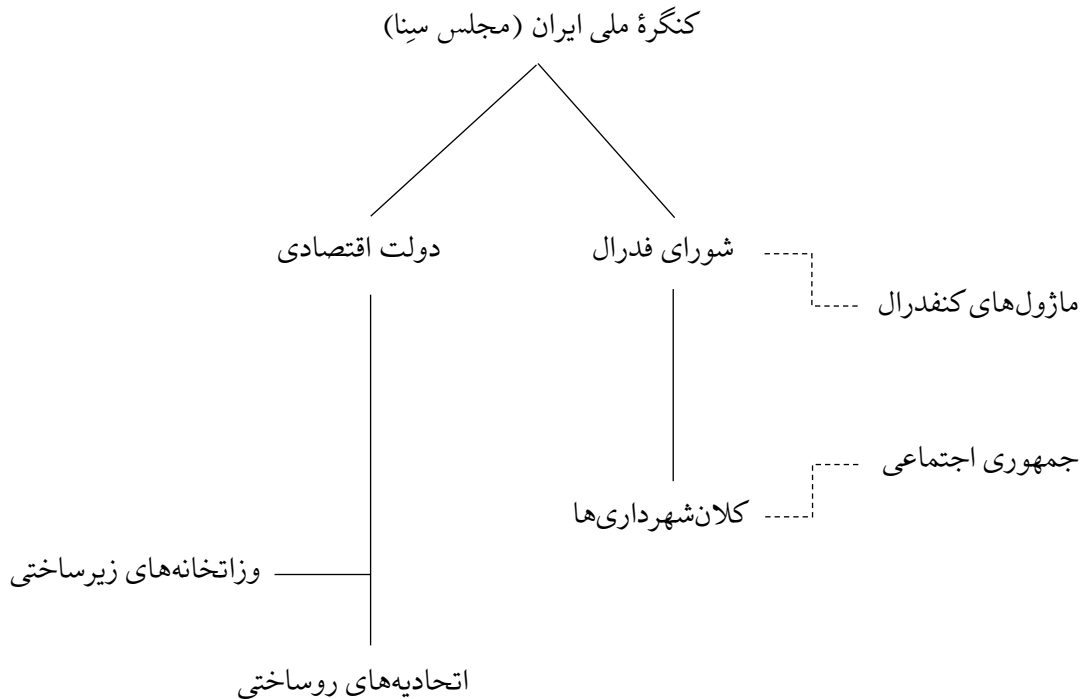 کنگرهٔ ملی ایران (مجلس سِنا)
شورای فدرال
دولت اقتصادی
ماژول‌های کنفدرال
جمهوری اجتماعی
کلان‌شهرداری‌ها
وزاتخانه‌های زیرساختی
اتحادیه‌های روساختی